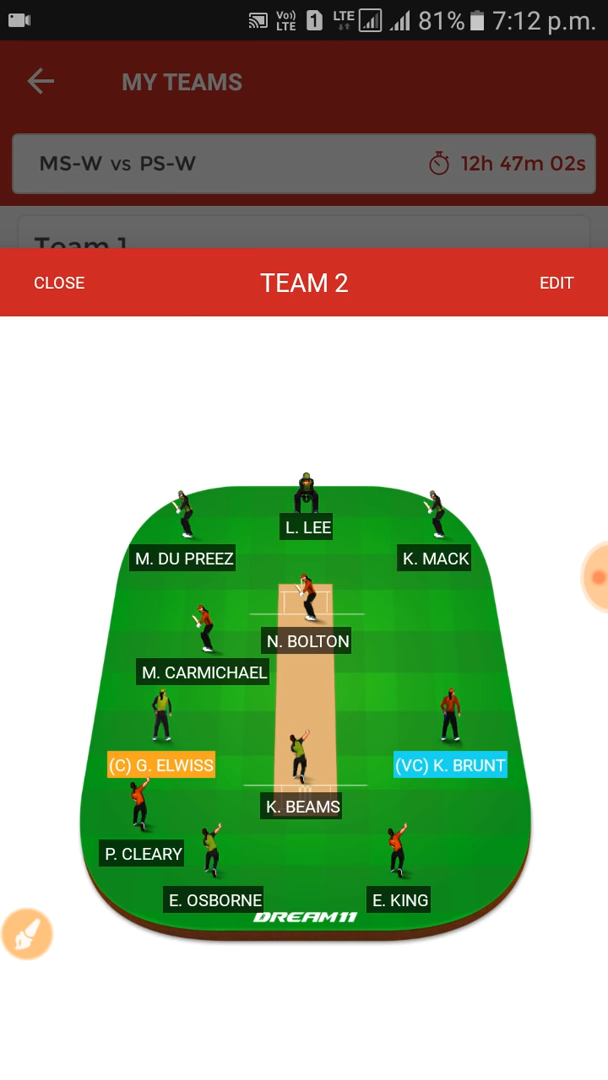 Vo)) LTE 1 LTE 81% 7:12 p.m.
MY TEAMS
MS-W vs PS-W 12h 47m 02s
Team 1
CLOSE TEAM 2 EDIT
L. LEE
M. DU PREEZ K. MACK
N. BOLTON
M. CARMICHAEL
(C) G. ELWISS (VC) K. BRUNT
K. BEAMS
P. CLEARY
E. OSBORNE E. KING
DREAM11